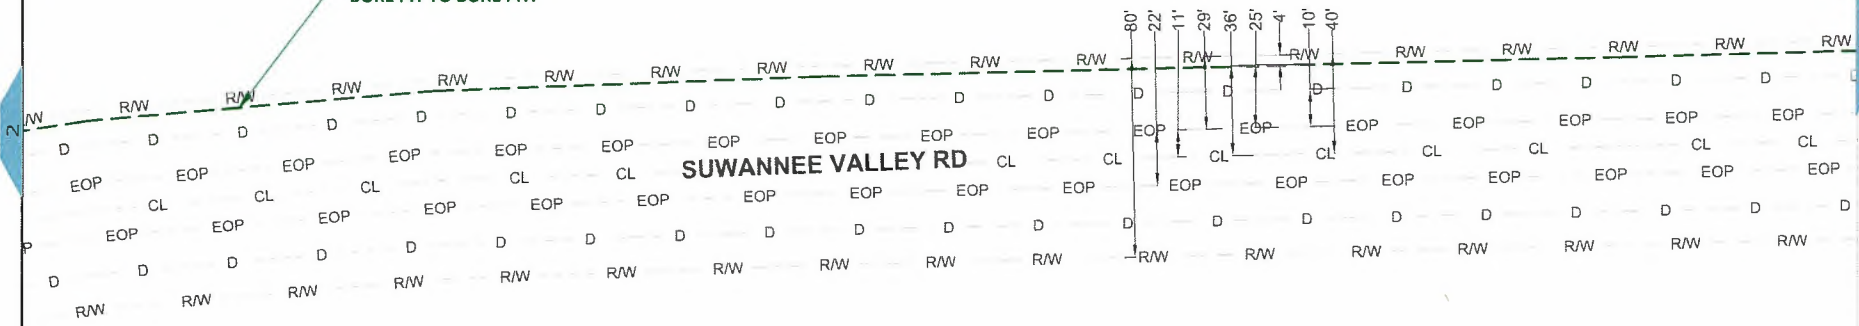 80' 22' 11' 29' 36' 25' 4' 10' 40'
R/W R/W R/W R/W R/W R/W R/W R/W R/W R/W R/W R/W R/W R/W R/W R/W R/W
/W
2
D D D D D D D D D D D D D D D D D D D D
EOP EOP EOP EOP EOP EOP EOP EOP EOP EOP EOP EOP EOP EOP EOP EOP EOP
SUWANNEE VALLEY RD
CL CL CL CL CL CL CL CL CL CL CL CL CL
P EOP EOP EOP EOP EOP EOP EOP EOP EOP EOP EOP EOP EOP EOP EOP EOP EOP
D D D D D D D D D D D D D D D D D D D D D
R/W R/W R/W R/W R/W R/W R/W R/W R/W R/W R/W R/W R/W R/W R/W R/W R/W